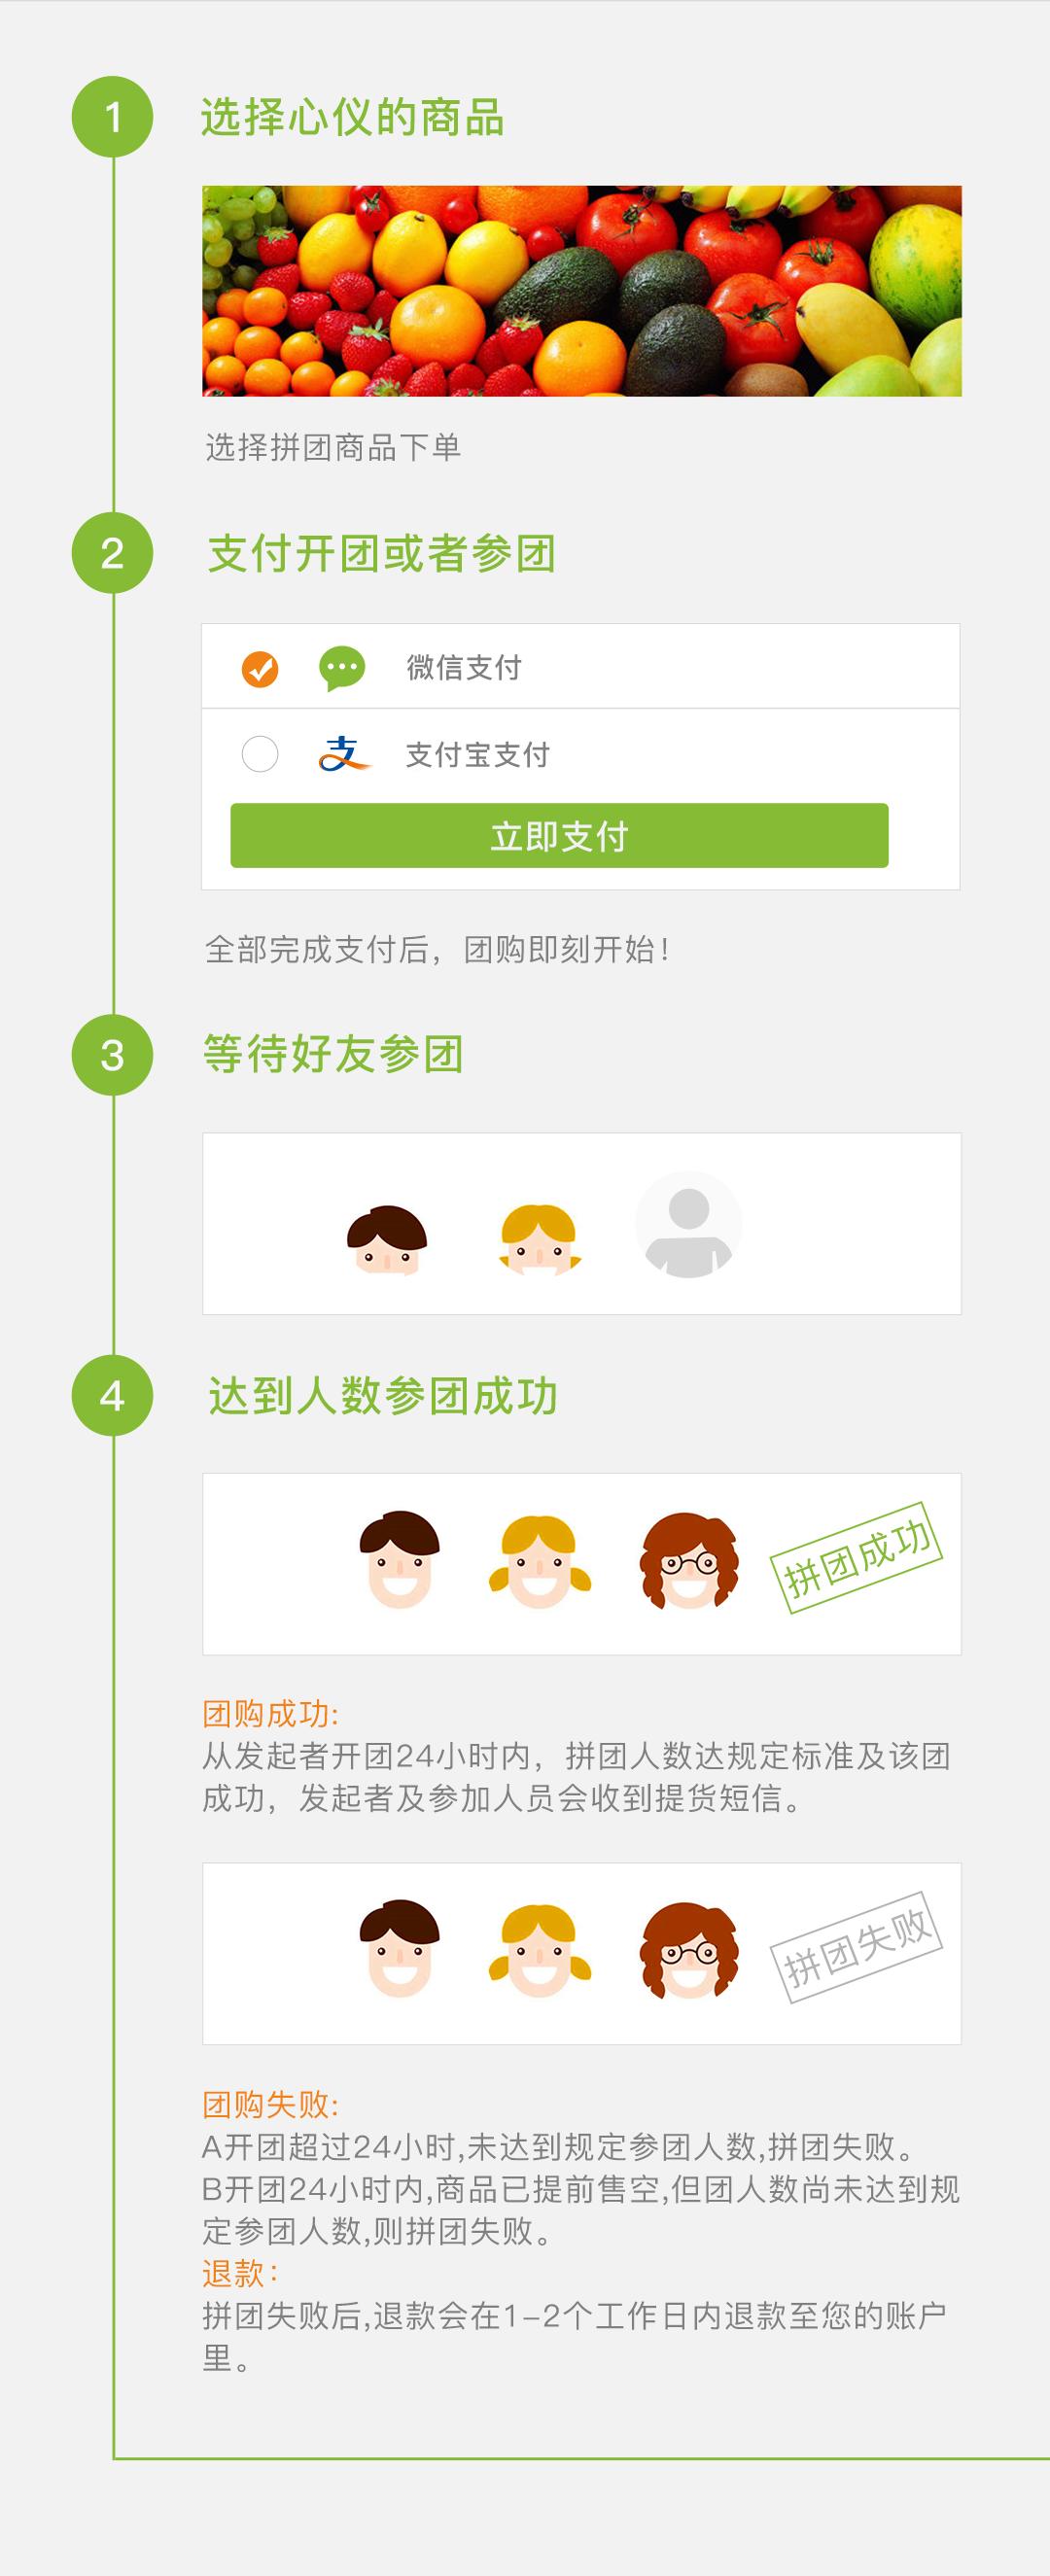 1
选择心仪的商品
选择拼团商品下单
2
支付开团或者参团
微信支付
支
支付宝支付
立即支付
全部完成支付后，团购即刻开始！
3
等待好友参团
4
达到人数参团成功
拼团成功
团购成功:
从发起者开团24小时内，拼团人数达规定标准及该团
成功，发起者及参加人员会收到提货短信。
拼团失败
团购失败:
A开团超过24小时,未达到规定参团人数,拼团失败。
B开团24小时内,商品已提前售空,但团人数尚未达到规
定参团人数,则拼团失败。
退款：
拼团失败后,退款会在1-2个工作日内退款至您的账户
里。